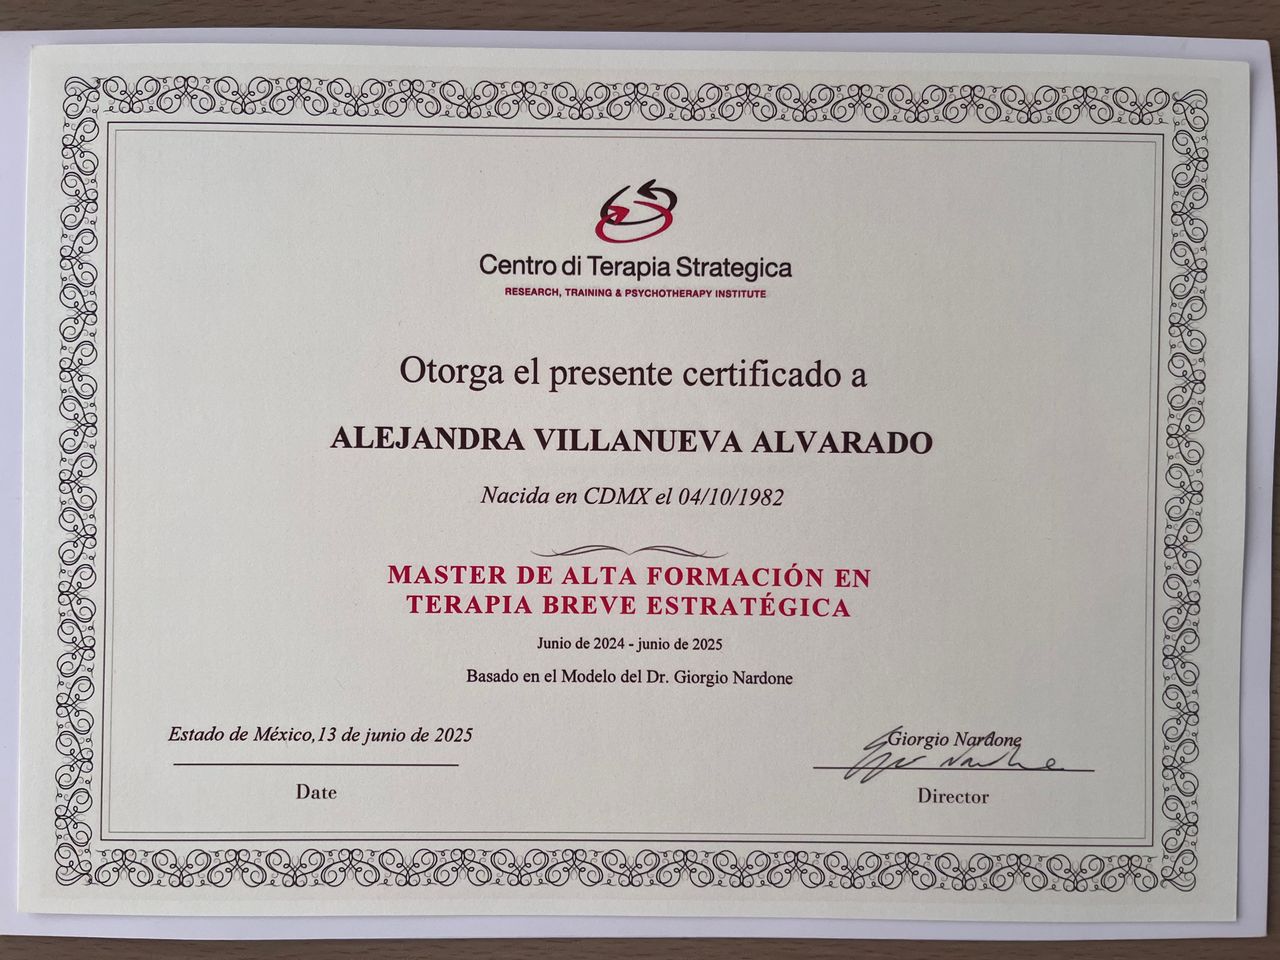 Centro di Terapia Strategica
RESEARCH, TRAINING & PSYCHOTHERAPY INSTITUTE
Otorga el presente certificado a
ALEJANDRA VILLANUEVA ALVARADO
Nacida en CDMX el 04/10/1982
MASTER DE ALTA FORMACIÓN EN
TERAPIA BREVE ESTRATÉGICA
Junio de 2024 - junio de 2025
Basado en el Modelo del Dr. Giorgio Nardone
Estado de México,13 de junio de 2025
Date
Giorgio Nardone
Director